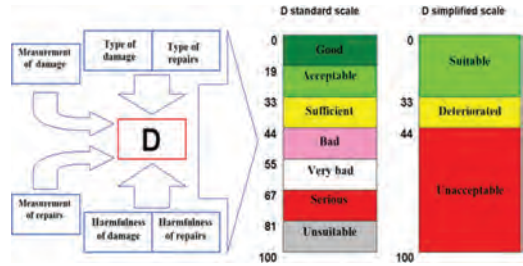 Measurement
of damage
Type of
damage
Type of
repairs
D
Measurement
of repairs
Harmfulness
of damage
Harmfulness
of repairs
D standard scale
0
Good
19
Acceptable
33
Sufficient
44
Bad
55
Very bad
67
Serious
81
Unsuitable
100
D simplified scale
0
Suitable
33
Deteriorated
44
Unacceptable
100